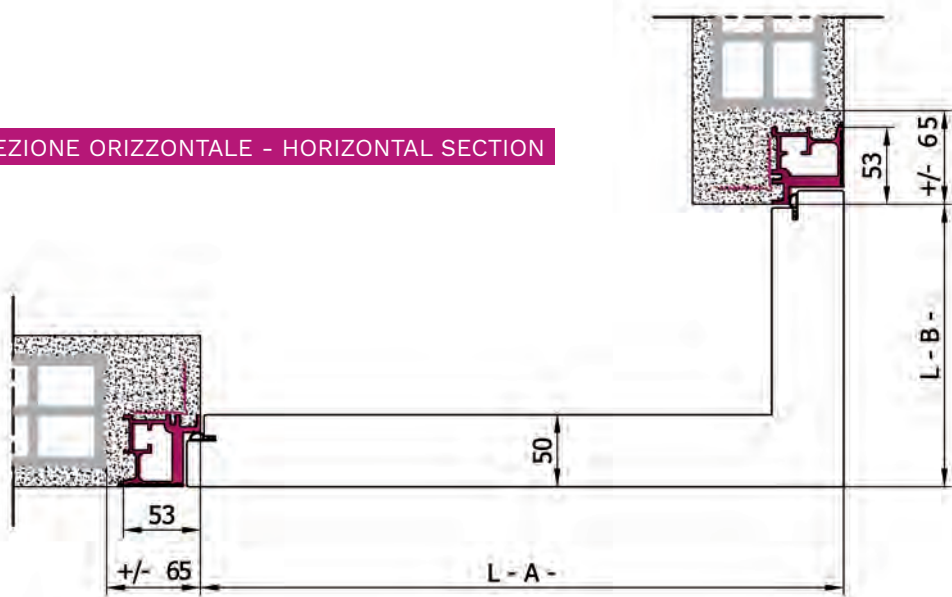 EZIONE ORIZZONTALE - HORIZONTAL SECTION
53
+/- 65
L - B -
50
53
+/- 65
L - A -